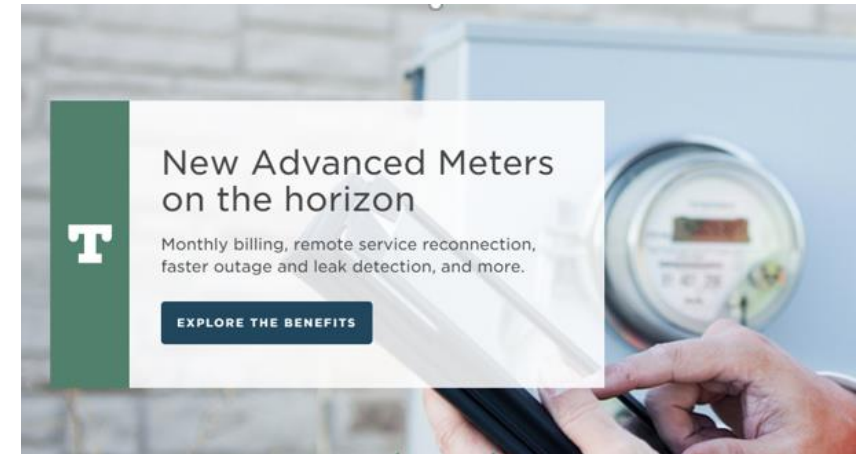 New Advanced Meters
on the horizon
T
Monthly billing, remote service reconnection,
faster outage and leak detection, and more.
EXPLORE THE BENEFITS